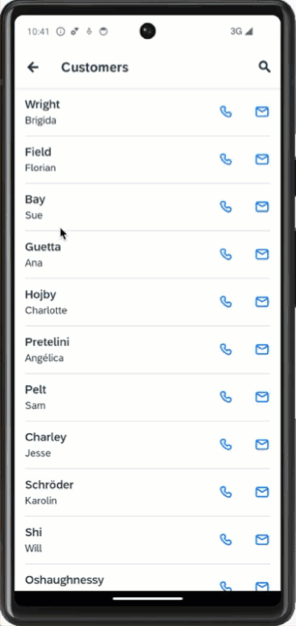 10:41
3G
Customers
Wright
Brigida
Field
Florian
Bay
Sue
Guetta
Ana
Hojby
Charlotte
Pretelini
Angélica
Pelt
Sam
Charley
Jesse
Schröder
Karolin
Shi
Will
Oshaughnessy